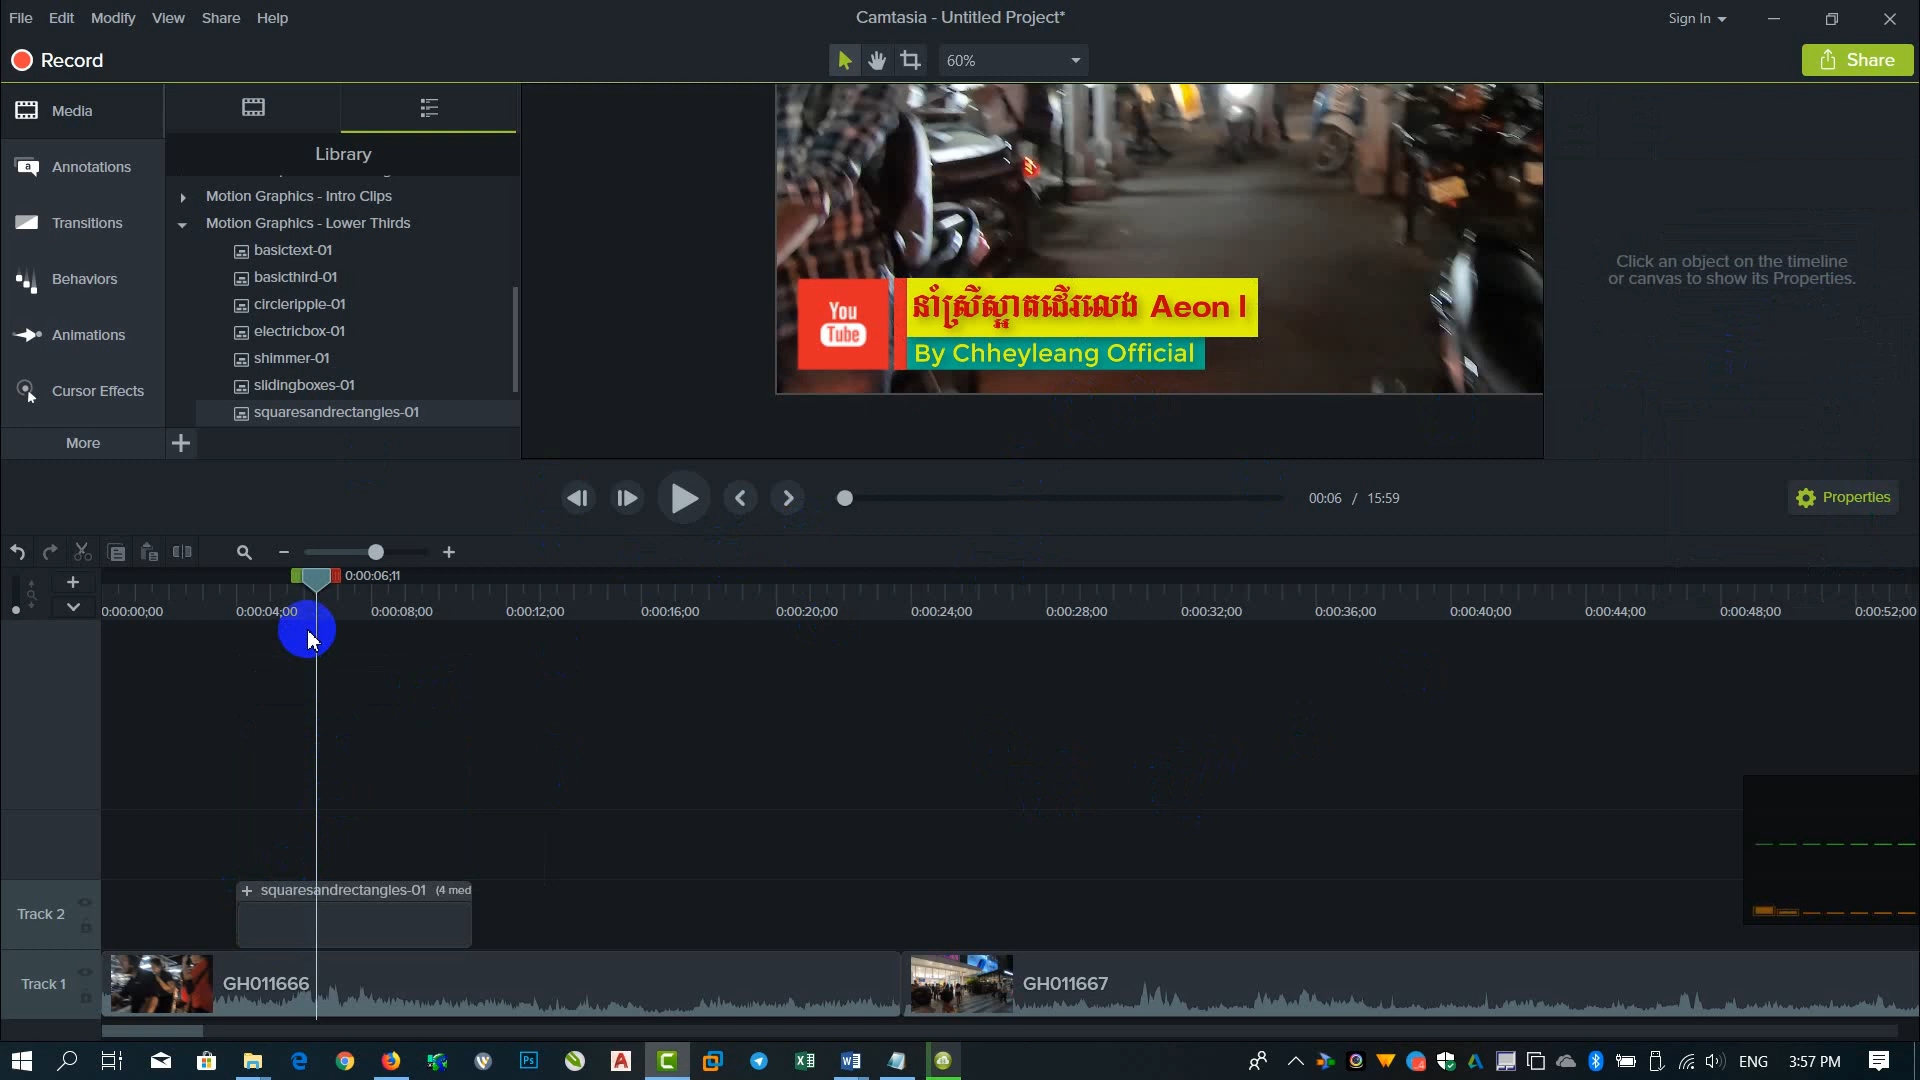 File Edit Modify View Share Help
Camtasia - Untitled Project*
Sign In
Record
60%
Share
Media
Annotations
Transitions
Behaviors
Animations
Cursor Effects
More
Library
Motion Graphics - Intro Clips
Motion Graphics - Lower Thirds
basictext-01
basicthird-01
circleripple-01
electricbox-01
shimmer-01
slidingboxes-01
squaresandrectangles-01
You
Tube
នាំស្រីស្អាតដើរលេង Aeon I
By Chheyleang Official
Click an object on the timeline
or canvas to show its Properties.
00:06 / 15:59
Properties
0:00:06;11
0:00:00;00 0:00:04;00 0:00:08;00 0:00:12;00 0:00:16;00 0:00:20;00 0:00:24;00 0:00:28;00 0:00:32;00 0:00:36;00 0:00:40;00 0:00:44;00 0:00:48;00 0:00:52;00
Track 2
squaresandrectangles-01 (4 med
Track 1
GH011666
GH011667
ENG
3:57 PM